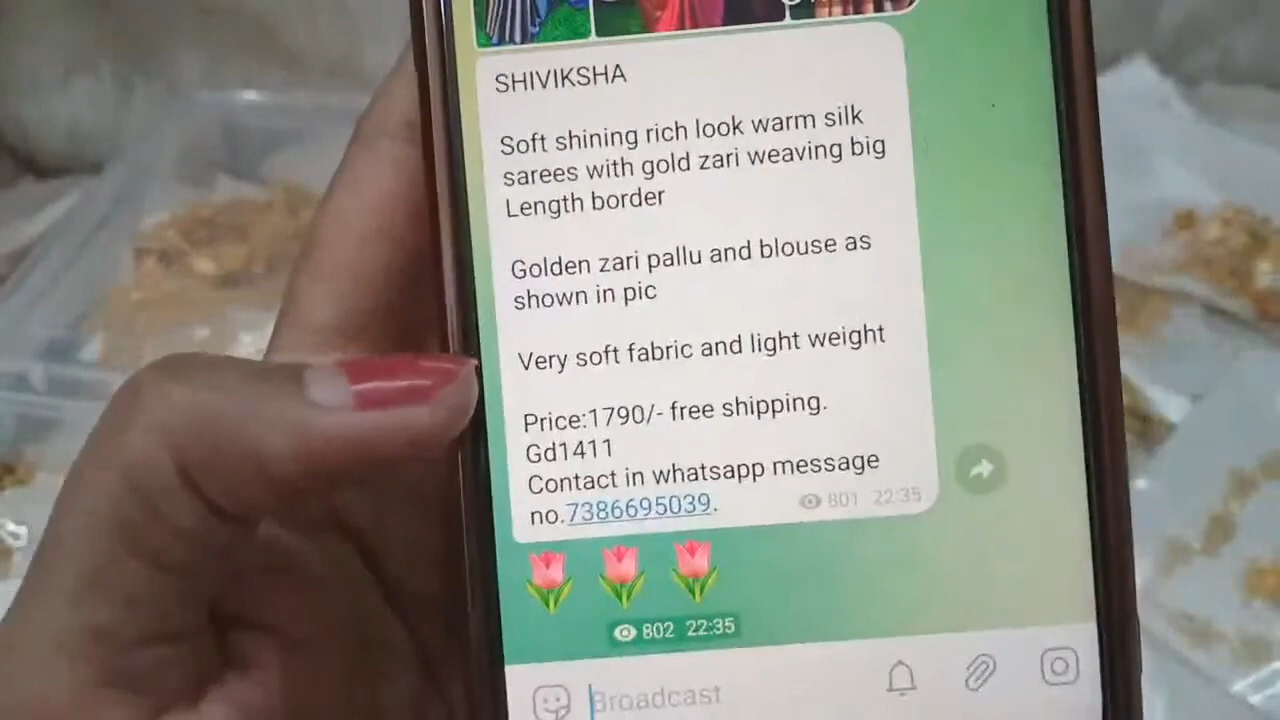 SHIVIKSHA
Soft shining rich look warm silk
sarees with gold zari weaving big
Length border
Golden zari pallu and blouse as
shown in pic
Very soft fabric and light weight
Price:1790/- free shipping.
Gd1411
Contact in whatsapp message
no.7386695039.
801 22:35
802 22:35
Broadcast